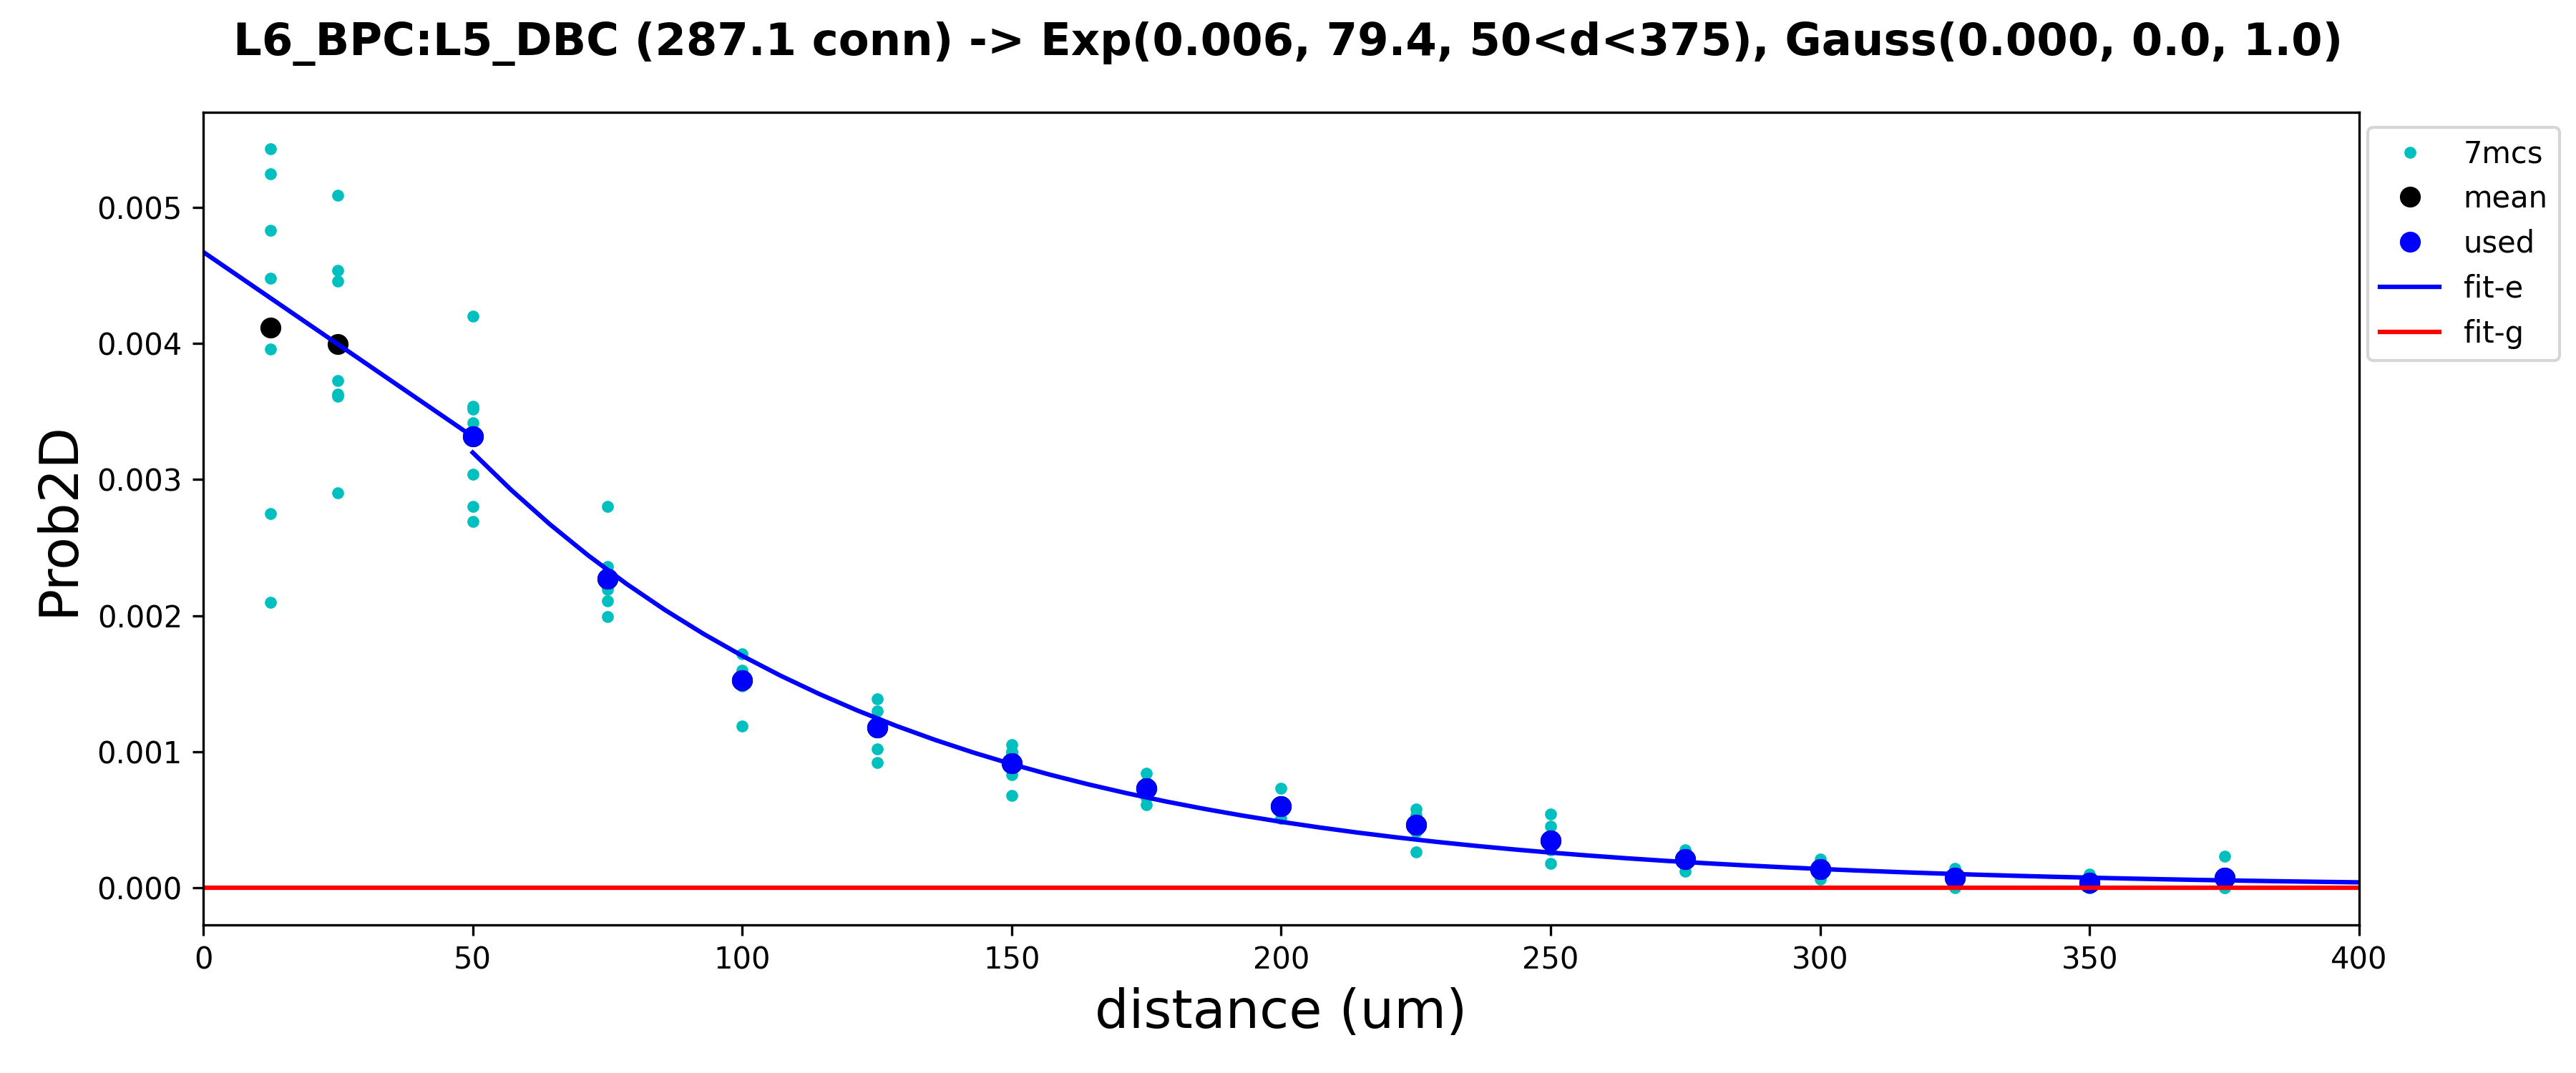 L6_BPC:L5_DBC (287.1 conn) -> Exp(0.006, 79.4, 50<d<375), Gauss(0.000, 0.0, 1.0)
7mcs
mean
used
fit-e
fit-g
Prob2D
0.005
0.004
0.003
0.002
0.001
0.000
0 50 100 150 200 250 300 350 400
distance (um)